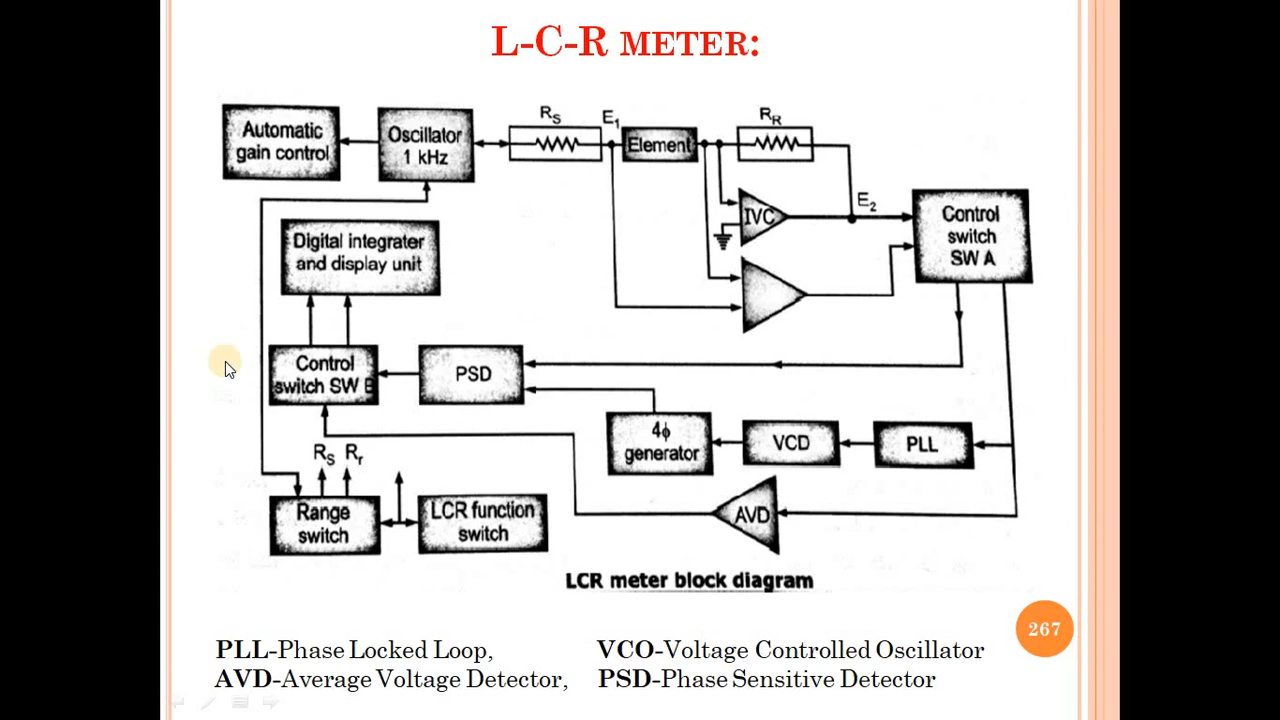 L-C-R METER:
Automatic
gain control
Oscillator
1 kHz
RS
E1
Element
RR
IVC
E2
Control
switch
SW A
Digital integrater
and display unit
Control
switch SW B
PSD
4ϕ
generator
VCD
PLL
RS Rr
Range
switch
LCR function
switch
AVD
LCR meter block diagram
267
PLL-Phase Locked Loop,
VCO-Voltage Controlled Oscillator
AVD-Average Voltage Detector,
PSD-Phase Sensitive Detector